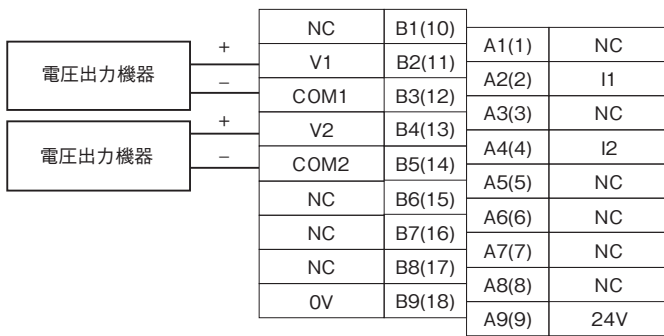 電圧出力機器
+
−
電圧出力機器
+
−
NC B1(10)
V1 B2(11)
COM1 B3(12)
V2 B4(13)
COM2 B5(14)
NC B6(15)
NC B7(16)
NC B8(17)
0V B9(18)
A1(1) NC
A2(2) I1
A3(3) NC
A4(4) I2
A5(5) NC
A6(6) NC
A7(7) NC
A8(8) NC
A9(9) 24V